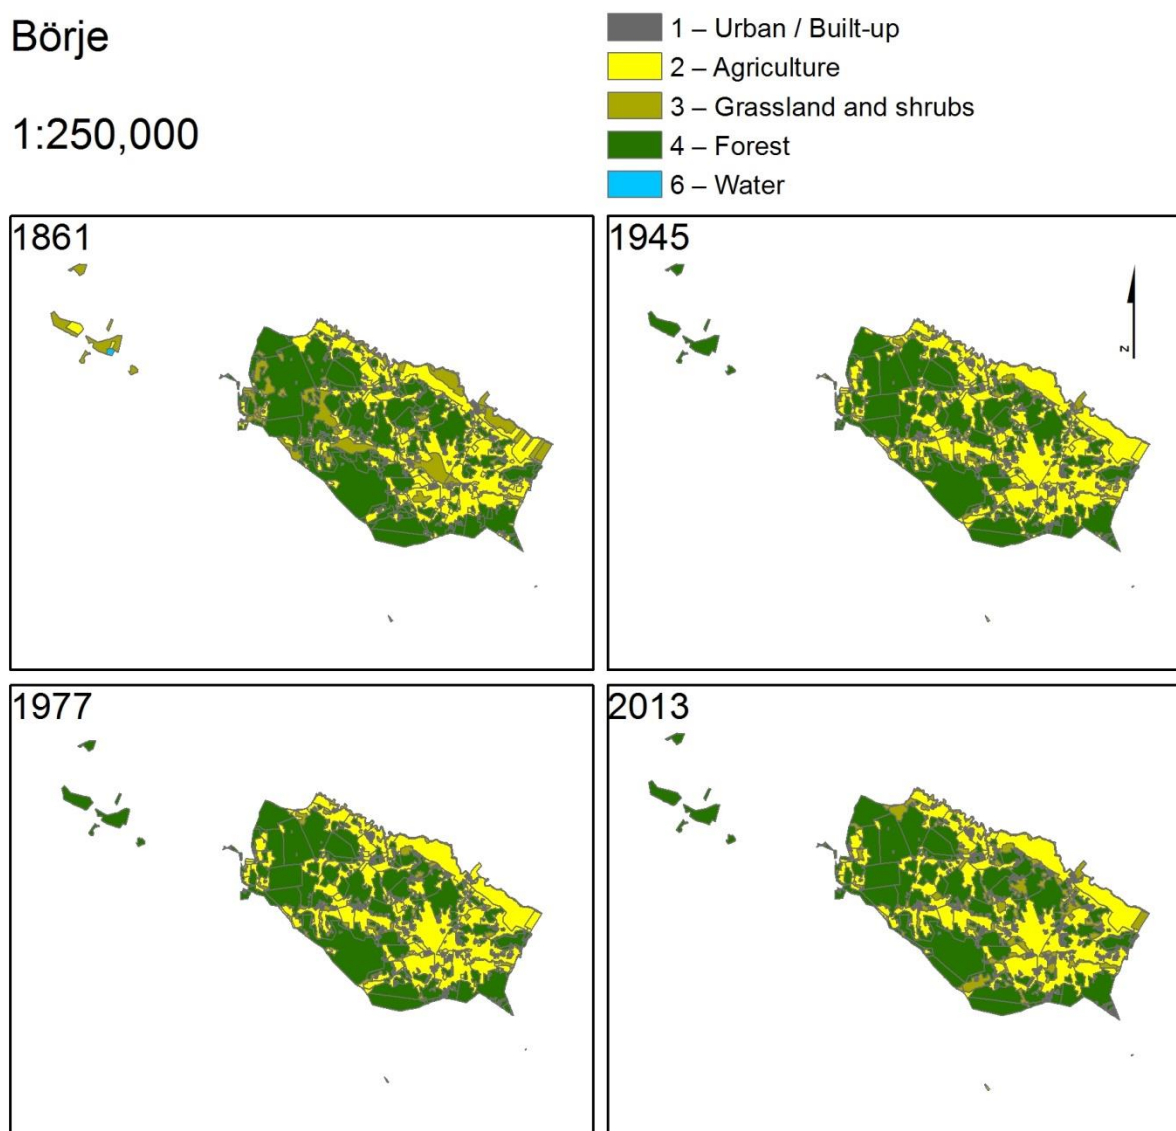 Börje
1:250,000
1 – Urban / Built-up
2 – Agriculture
3 – Grassland and shrubs
4 – Forest
6 – Water
1861
1945
z
1977
2013